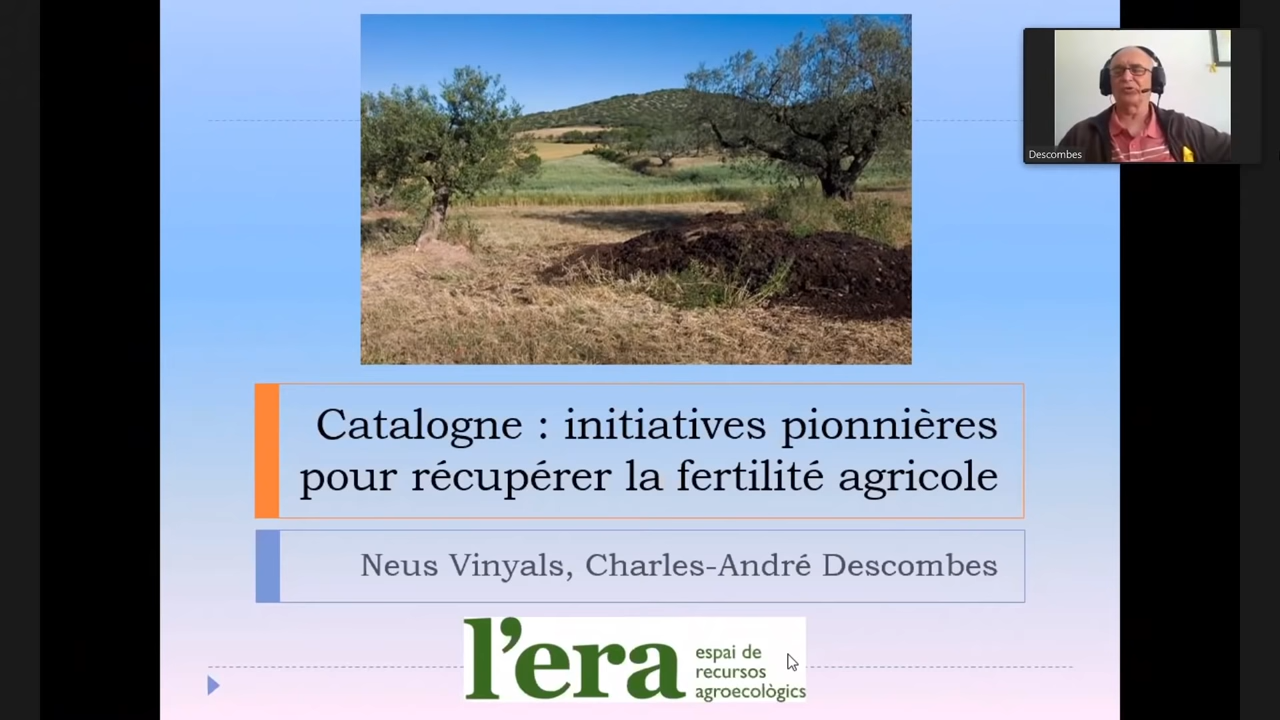 Descombes
Catalogne : initiatives pionnières
pour récupérer la fertilité agricole
Neus Vinyals, Charles-André Descombes
l'era
espai de
recursos
agroecològics